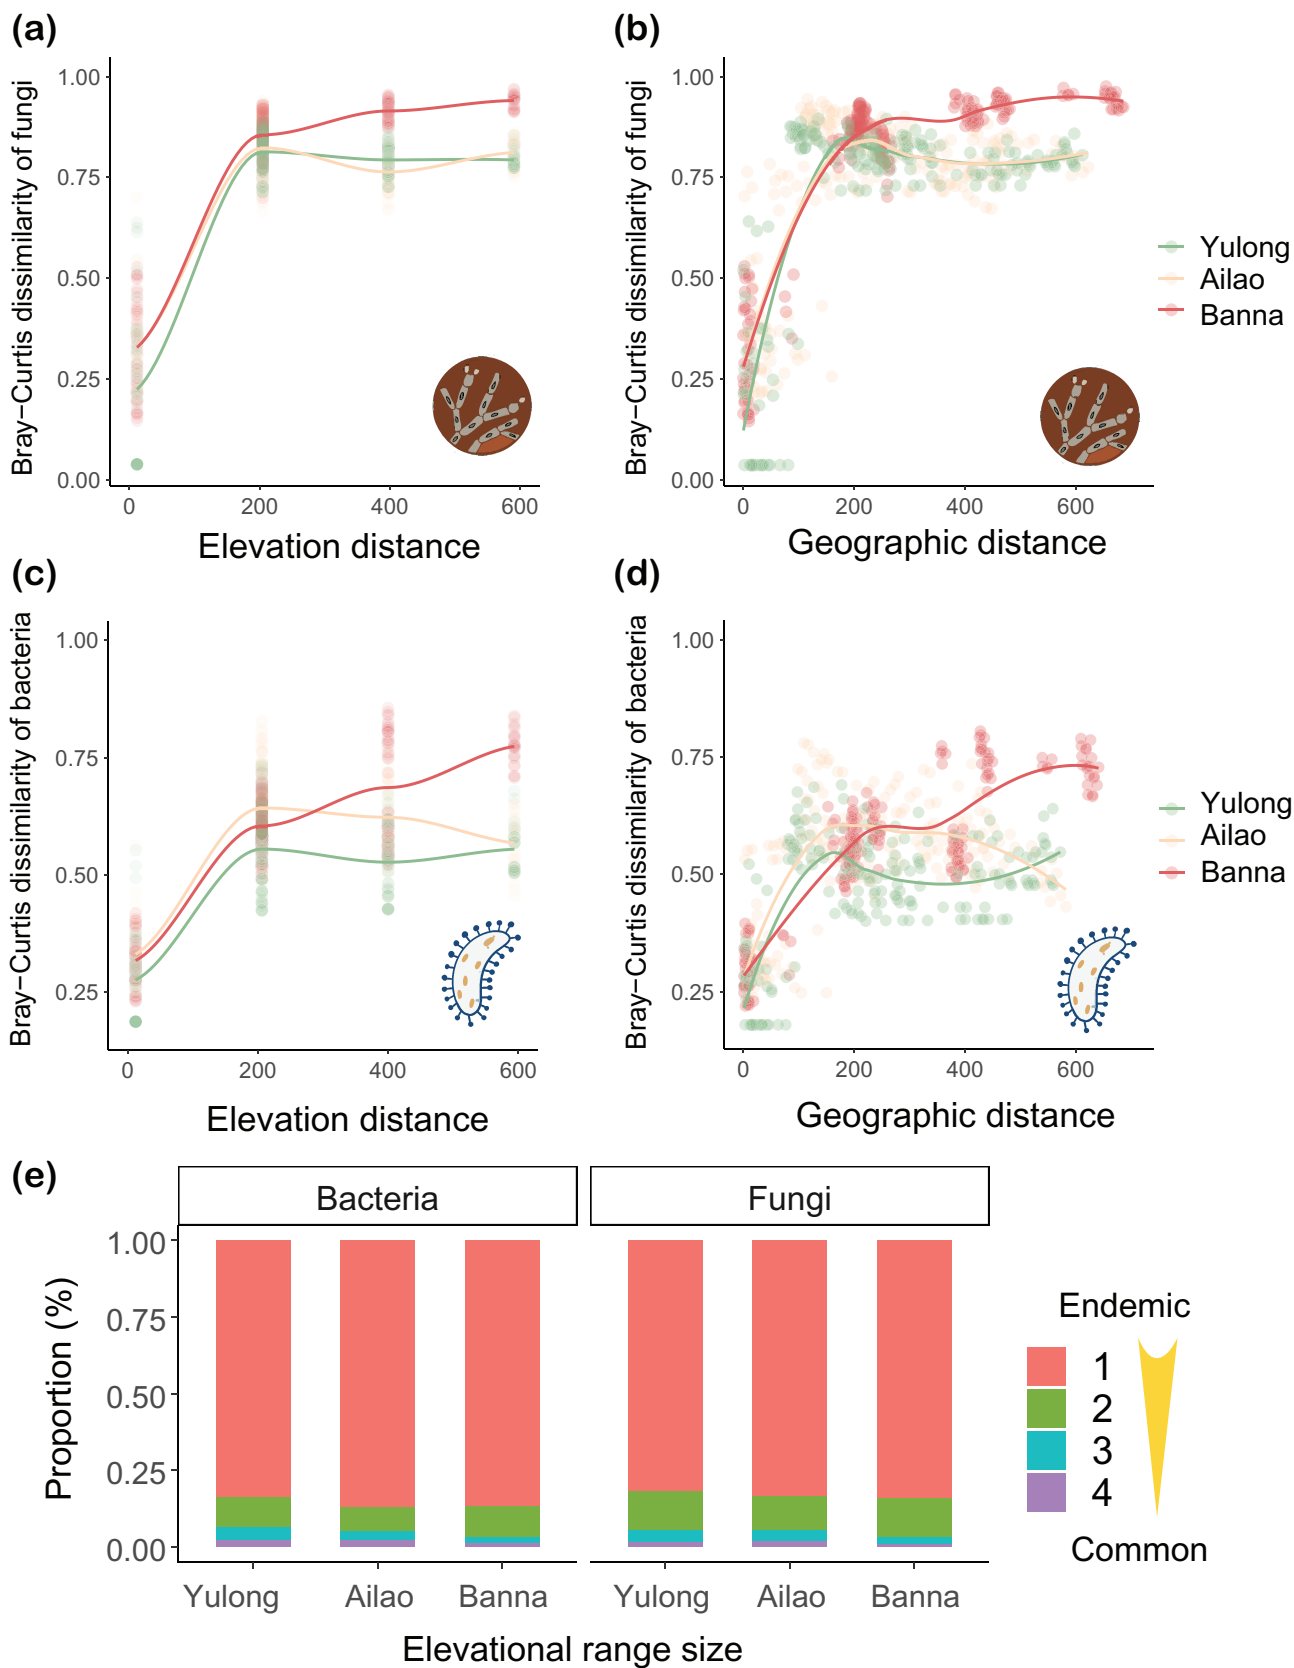 (a)
(b)
Bray−Curtis dissimilarity of fungi
1.00
0.75
0.50
0.25
0.00
0 200 400 600
Elevation distance
Bray−Curtis dissimilarity of fungi
1.00
0.75
0.50
0.25
0.00
0 200 400 600
Geographic distance
Yulong
Ailao
Banna
(c)
(d)
Bray−Curtis dissimilarity of bacteria
1.00
0.75
0.50
0.25
0 200 400 600
Elevation distance
Bray−Curtis dissimilarity of bacteria
1.00
0.75
0.50
0.25
0 200 400 600
Geographic distance
Yulong
Ailao
Banna
(e)
Bacteria
Fungi
Proportion (%)
1.00
0.75
0.50
0.25
0.00
Yulong Ailao Banna
Yulong Ailao Banna
Elevational range size
Endemic
1
2
3
4
Common